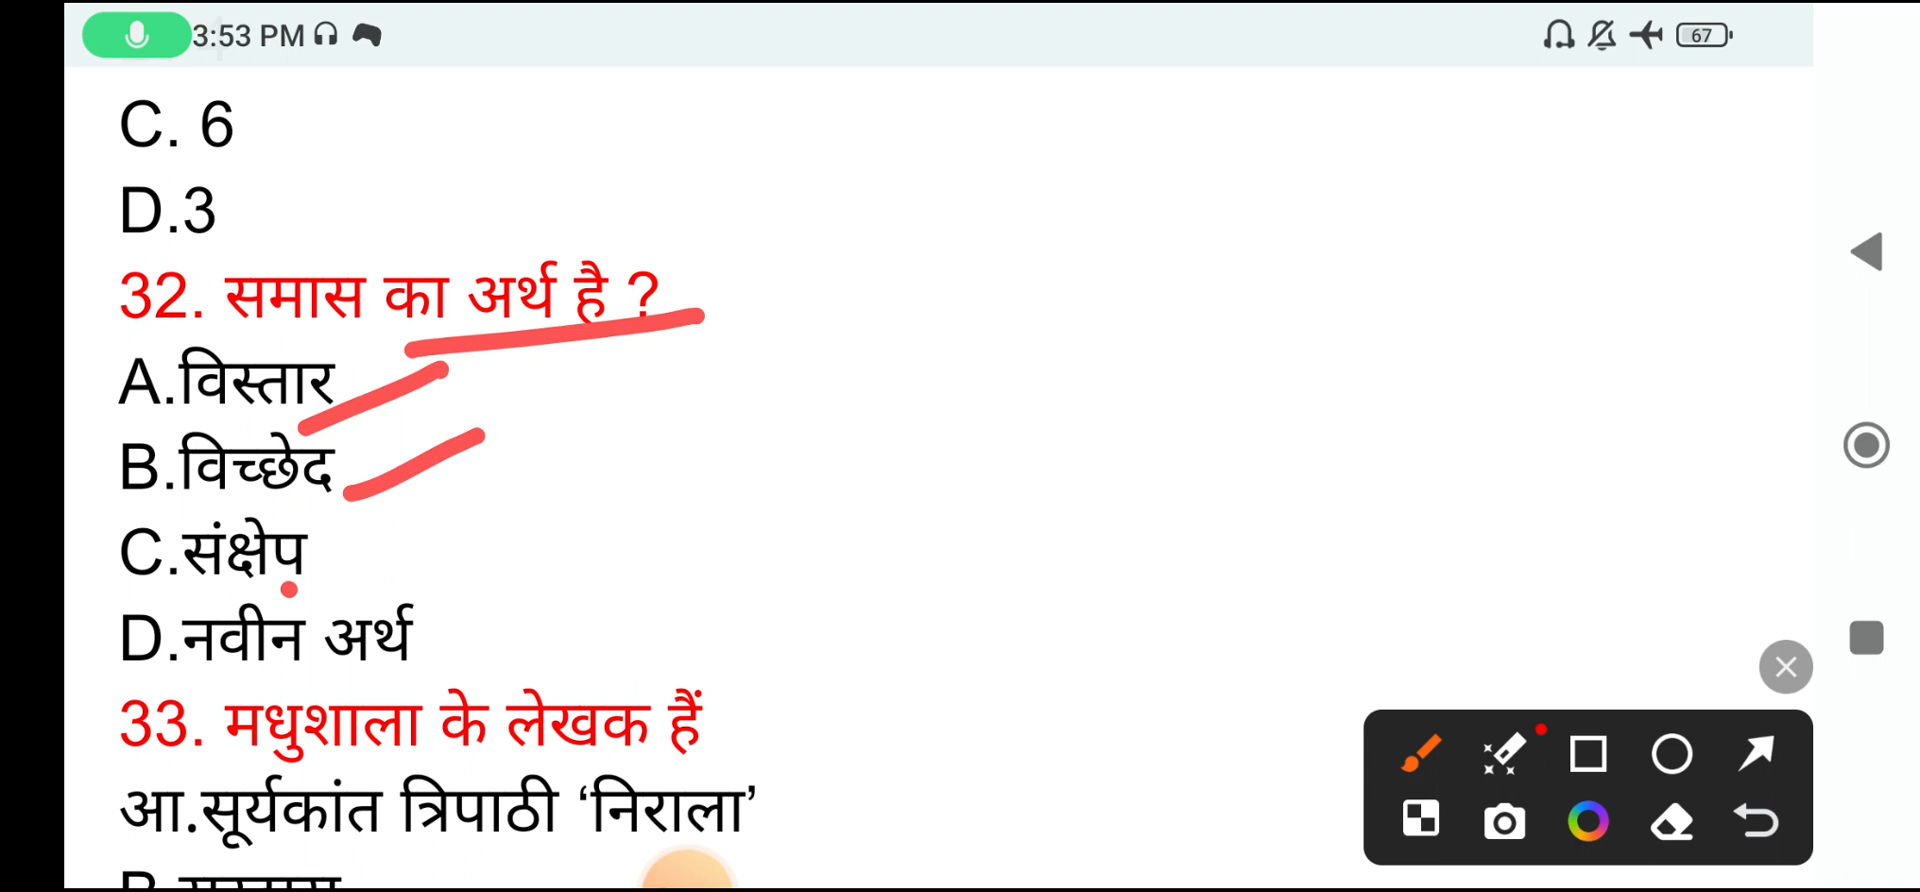 3:53 PM
67
C. 6
D.3
32. समास का अर्थ है ?
A.विस्तार
B.विच्छेद
C.संक्षेप
D.नवीन अर्थ
33. मधुशाला के लेखक हैं
आ.सूर्यकांत त्रिपाठी ‘निराला’